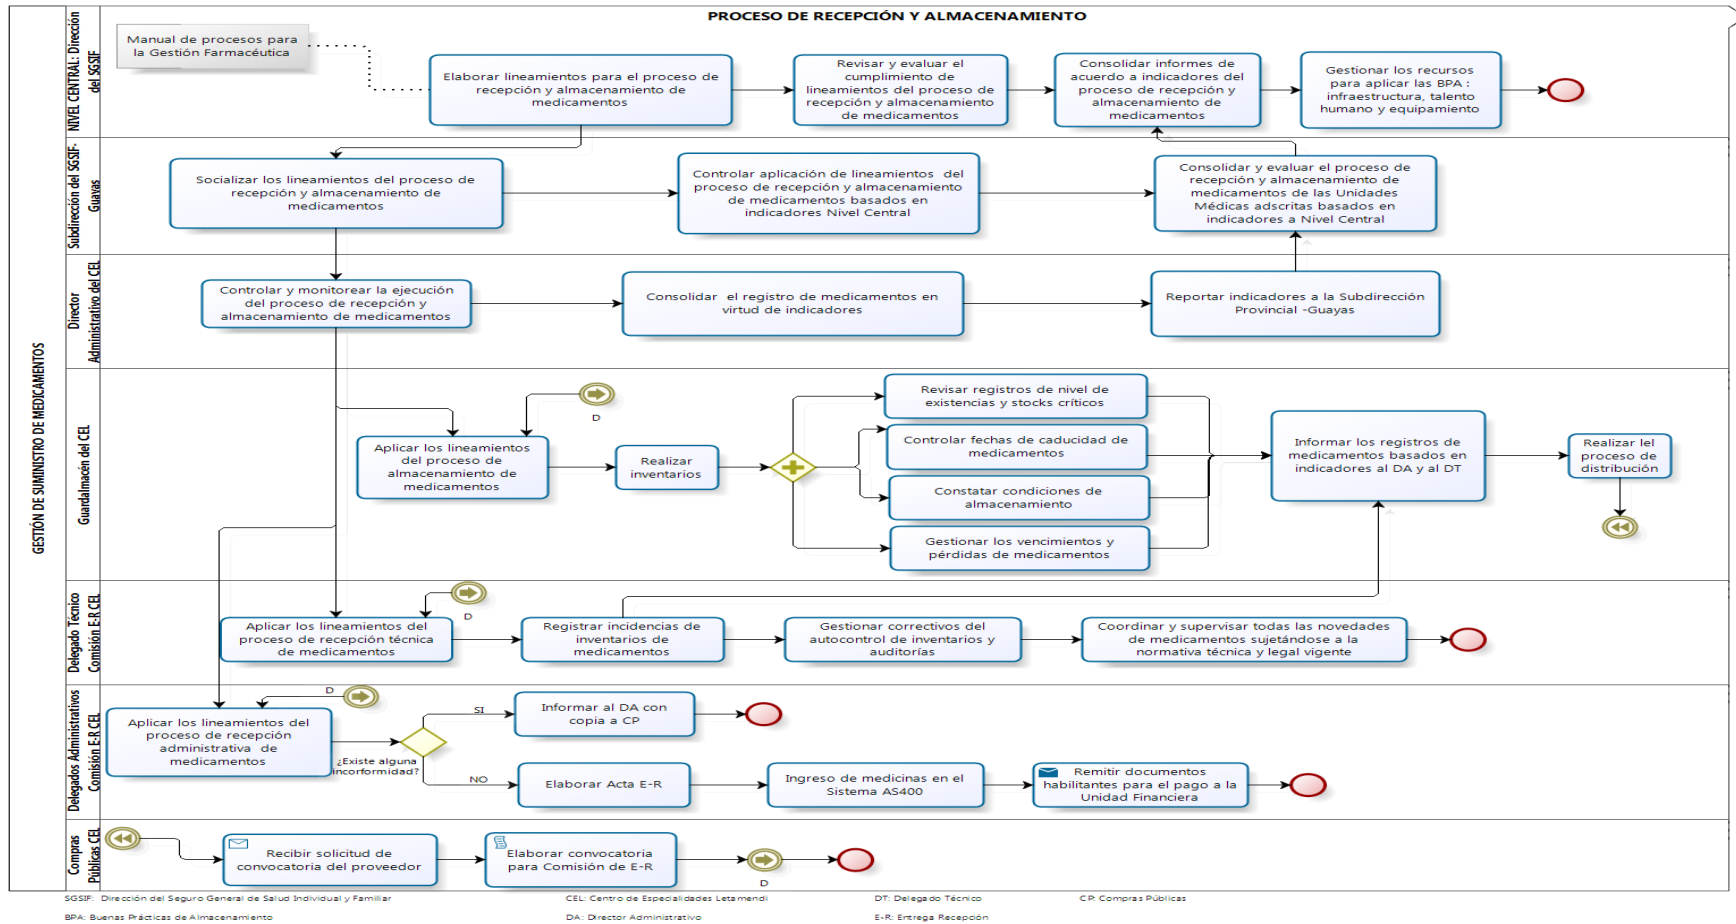 PROCESO DE RECEPCIÓN Y ALMACENAMIENTO
GESTIÓN DE SUMINISTRO DE MEDICAMENTOS
NIVEL CENTRAL: Dirección
del SGSIF
Manual de procesos para
la Gestión Farmacéutica
Elaborar lineamientos para el proceso de
recepción y almacenamiento de
medicamentos
Revisar y evaluar el
cumplimiento de
lineamientos del proceso de
recepción y almacenamiento
de medicamentos
Consolidar informes de
acuerdo a indicadores del
proceso de recepción y
almacenamiento de
medicamentos
Gestionar los recursos
para aplicar las BPA :
infraestructura, talento
humano y equipamiento
Subdirección del SGSIF-
Guayas
Socializar los lineamientos del proceso de
recepción y almacenamiento de
medicamentos
Controlar aplicación de lineamientos del
proceso de recepción y almacenamiento
de medicamentos basados en
indicadores Nivel Central
Consolidar y evaluar el proceso de
recepción y almacenamiento de
medicamentos de las Unidades
Médicas adscritas basados en
indicadores a Nivel Central
Director
Administrativo del CEL
Controlar y monitorear la ejecución
del proceso de recepción y
almacenamiento de medicamentos
Consolidar el registro de medicamentos en
virtud de indicadores
Reportar indicadores a la Subdirección
Provincial -Guayas
Guardalmacén del CEL
D
Aplicar los lineamientos
del proceso de
almacenamiento de
medicamentos
Realizar
inventarios
Revisar registros de nivel de
existencias y stocks críticos
Controlar fechas de caducidad de
medicamentos
Constatar condiciones de
almacenamiento
Gestionar los vencimientos y
pérdidas de medicamentos
Informar los registros de
medicamentos basados en
indicadores al DA y al DT
Realizar lel
proceso de
distribución
Delegado Técnico
Comisión E-R CEL
D
Aplicar los lineamientos del
proceso de recepción técnica
de medicamentos
Registrar incidencias de
inventarios de
medicamentos
Gestionar correctivos del
autocontrol de inventarios y
auditorías
Coordinar y supervisar todas las novedades
de medicamentos sujetándose a la
normativa técnica y legal vigente
Delegados Administrativos
Comisión E-R CEL
D
Aplicar los lineamientos del
proceso de recepción
administrativa de
medicamentos
¿Existe alguna
incorformidad?
SI
Informar al DA con
copia a CP
NO
Elaborar Acta E-R
Ingreso de medicinas en el
Sistema AS400
Remitir documentos
habilitantes para el pago a la
Unidad Financiera
Compras
Públicas CEL
Recibir solicitud de
convocatoria del proveedor
Elaborar convocatoria
para Comisión de E-R
D
SGSIF: Dirección del Seguro General de Salud Individual y Familiar
CEL: Centro de Especialidades Letamendi
DT: Delegado Técnico
CP: Compras Públicas
BPA: Buenas Prácticas de Almacenamiento
DA: Director Administrativo
E-R: Entrega Recepción